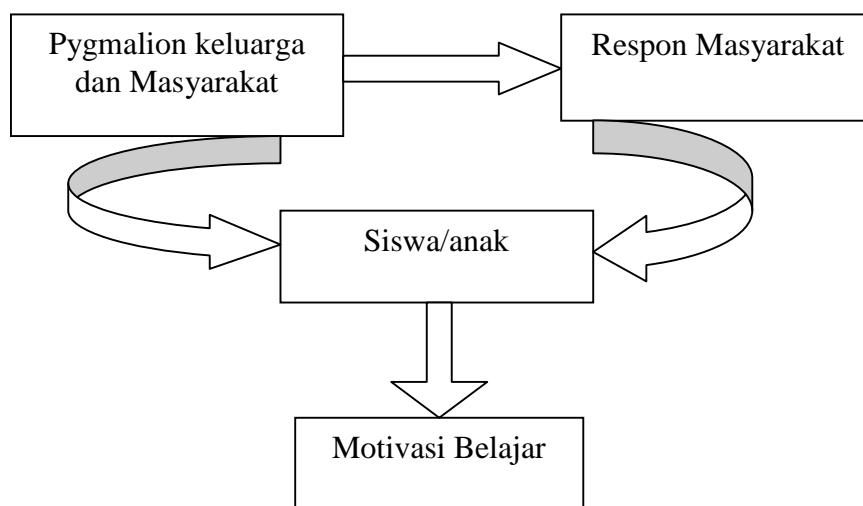 Pygmalion keluarga
dan Masyarakat
Respon Masyarakat
Siswa/anak
Motivasi Belajar